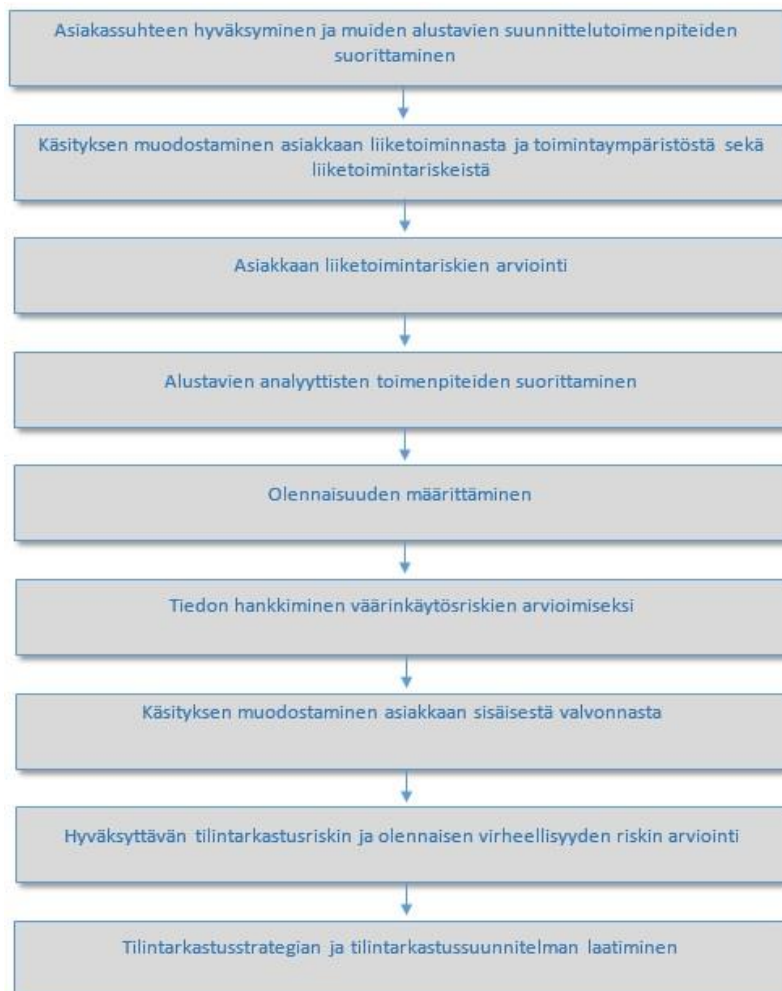 Asiakassuhteen hyväksyminen ja muiden alustavien suunnittelutoimenpiteiden
suorittaminen
Käsityksen muodostaminen asiakkaan liiketoiminnasta ja toimintaympäristöstä sekä
liiketoimintariskeistä
Asiakkaan liiketoimintariskien arviointi
Alustavien analyyttisten toimenpiteiden suorittaminen
Olennaisuuden määrittäminen
Tiedon hankkiminen väärinkäytösriskien arvioimiseksi
Käsityksen muodostaminen asiakkaan sisäisestä valvonnasta
Hyväksyttävän tilintarkastusriskin ja olennaisen virheellisyyden riskin arviointi
Tilintarkastusstrategian ja tilintarkastussuunnitelman laatiminen